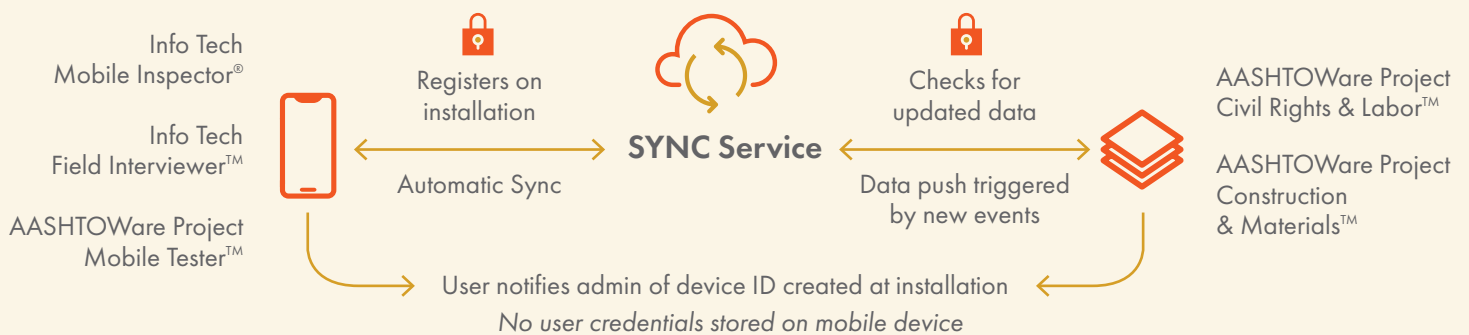 Info Tech
Mobile Inspector®
Info Tech
Field Interviewer™
AASHTOWare Project
Mobile Tester™
Registers on
installation
Automatic Sync
SYNC Service
Checks for
updated data
Data push triggered
by new events
AASHTOWare Project
Civil Rights & Labor™
AASHTOWare Project
Construction
& Materials™
User notifies admin of device ID created at installation
No user credentials stored on mobile device